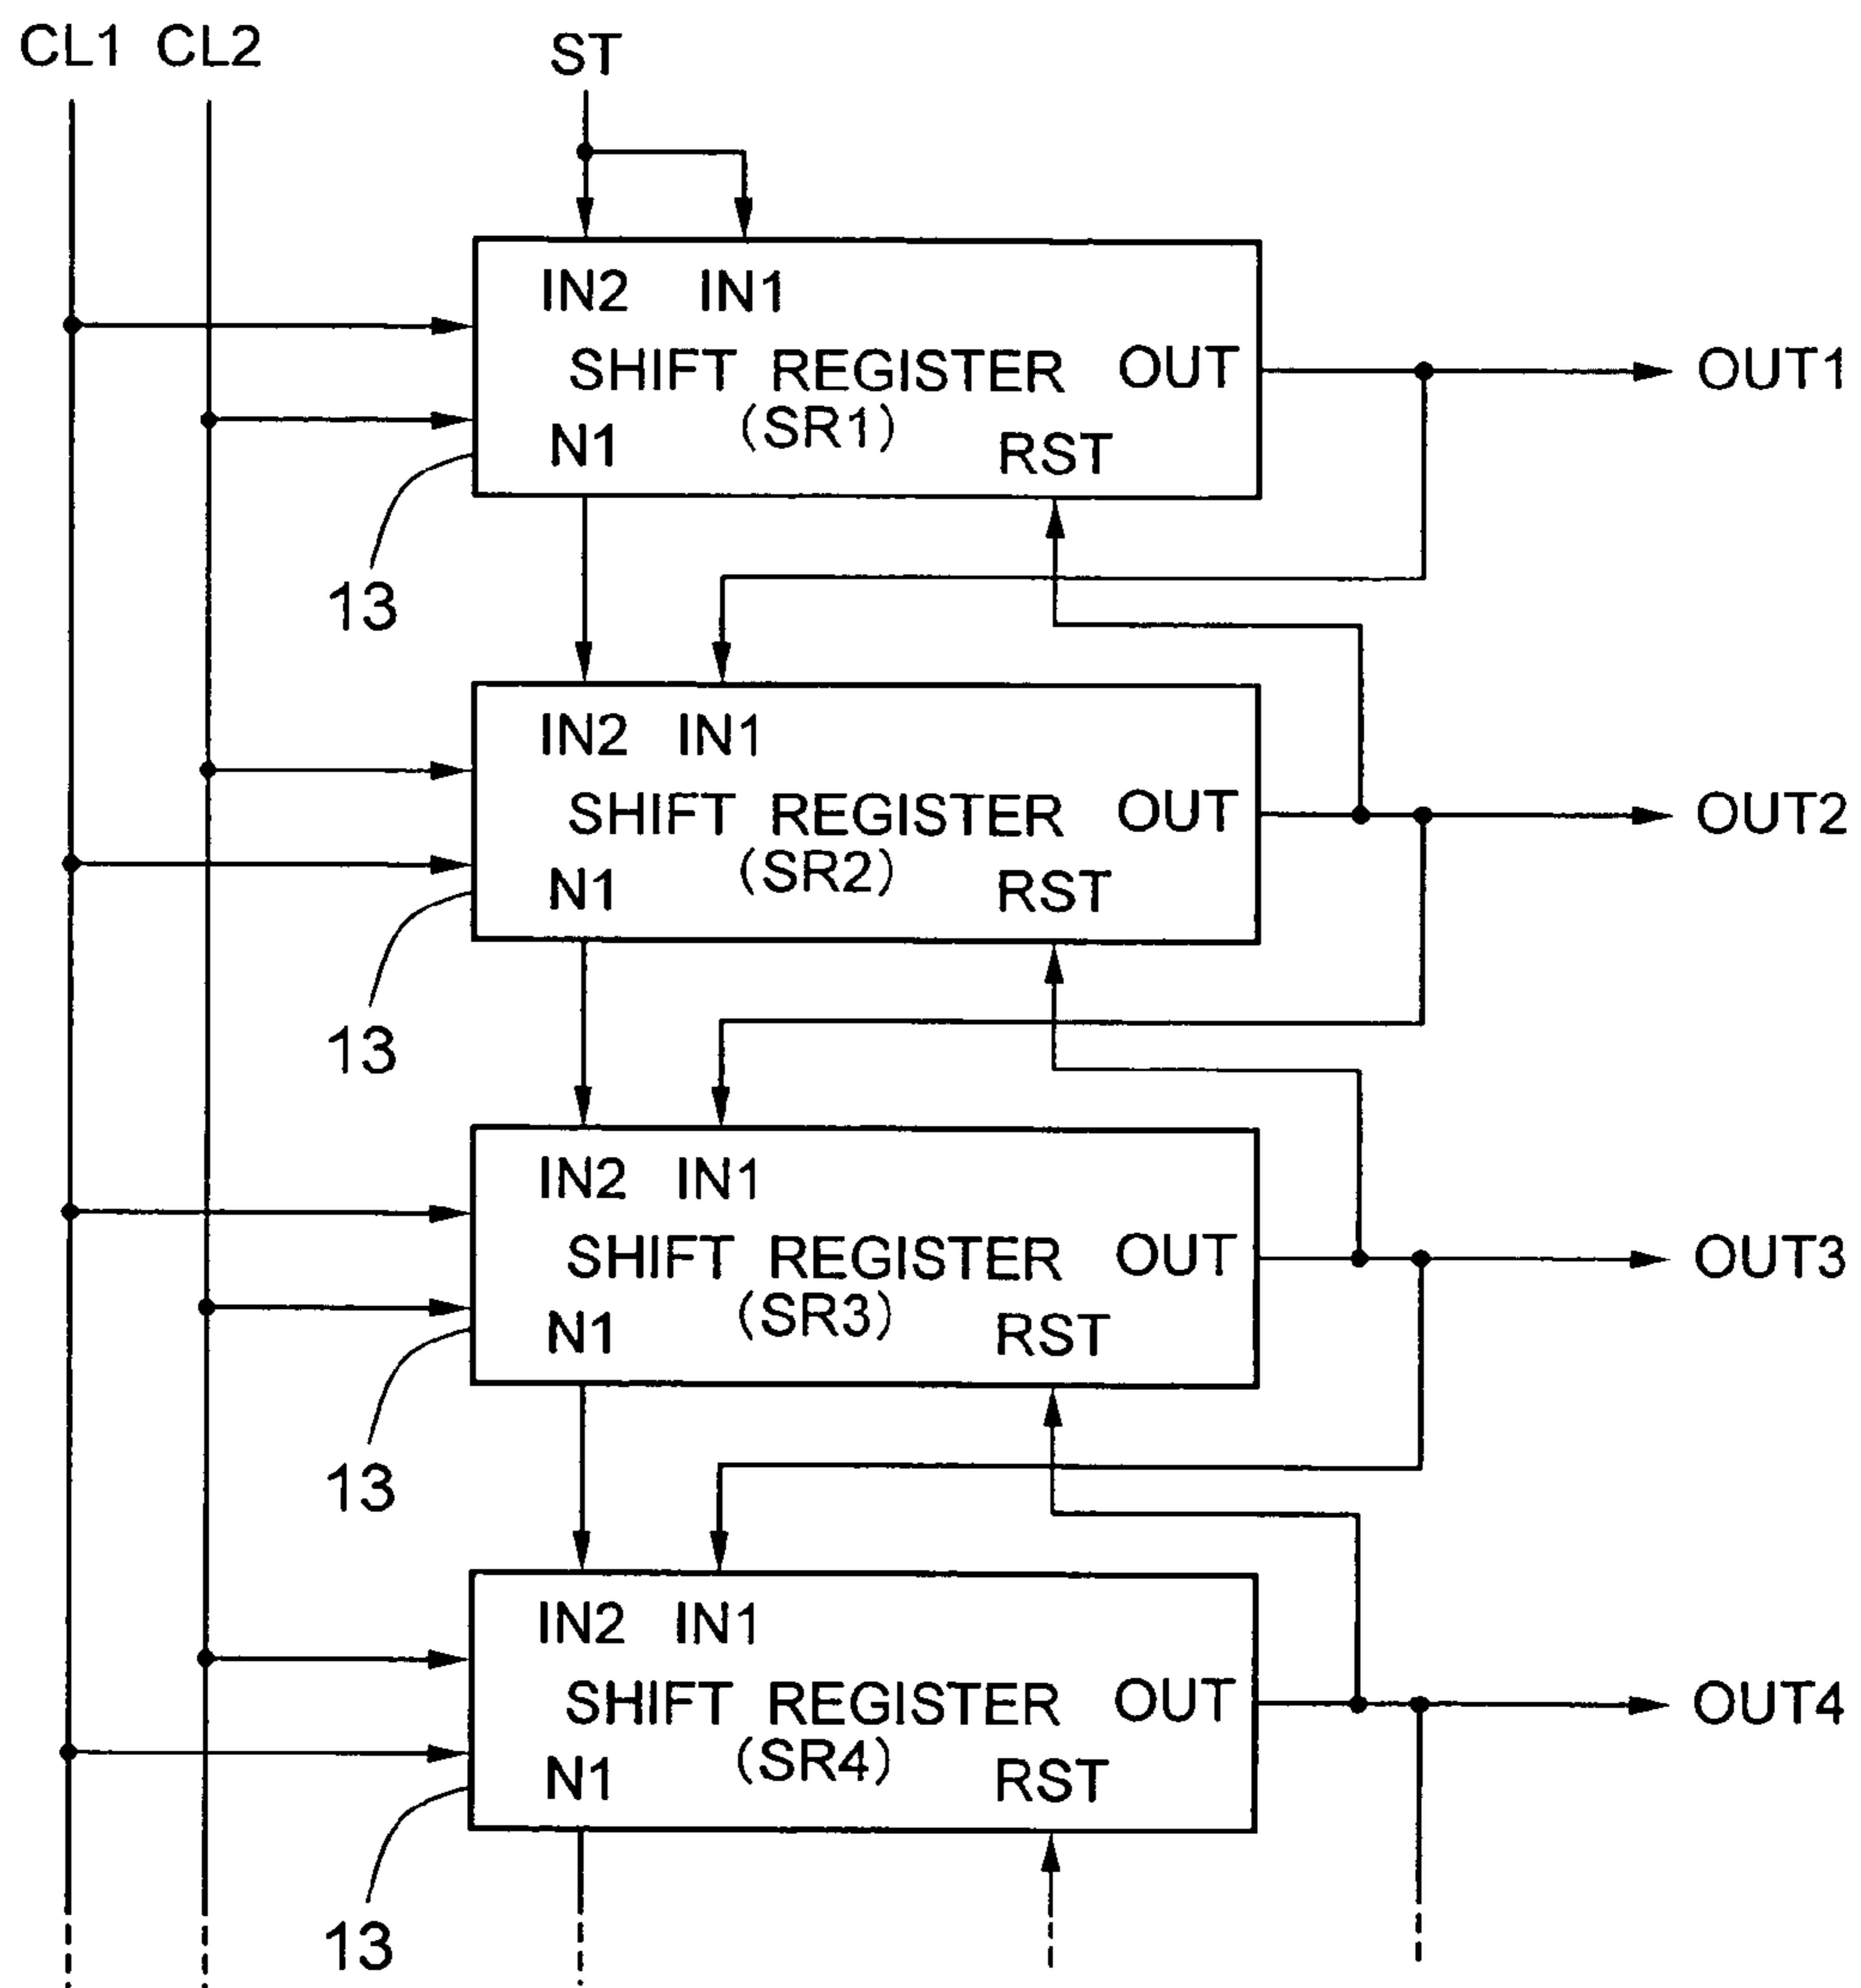 CL1 CL2 ST
IN2 IN1
SHIFT REGISTER OUT
(SR1)
N1 RST
OUT1
13
IN2 IN1
SHIFT REGISTER OUT
(SR2)
N1 RST
OUT2
13
IN2 IN1
SHIFT REGISTER OUT
(SR3)
N1 RST
OUT3
13
IN2 IN1
SHIFT REGISTER OUT
(SR4)
N1 RST
OUT4
13